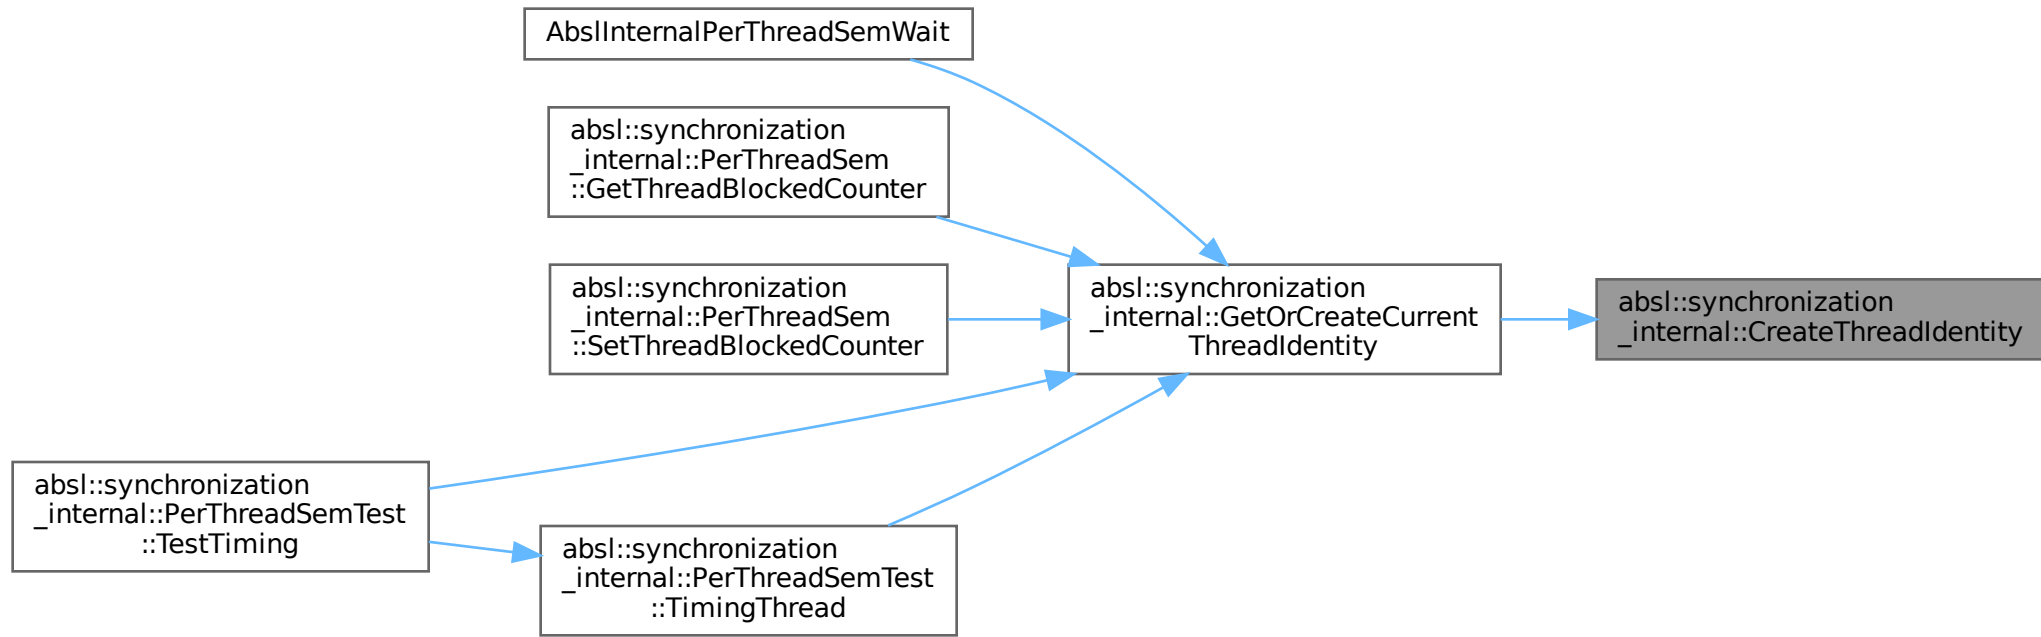 AbslInternalPerThreadSemWait
absl::synchronization
_internal::PerThreadSem
::GetThreadBlockedCounter
absl::synchronization
_internal::PerThreadSem
::SetThreadBlockedCounter
absl::synchronization
_internal::GetOrCreateCurrent
ThreadIdentity
absl::synchronization
_internal::CreateThreadIdentity
absl::synchronization
_internal::PerThreadSemTest
::TestTiming
absl::synchronization
_internal::PerThreadSemTest
::TimingThread